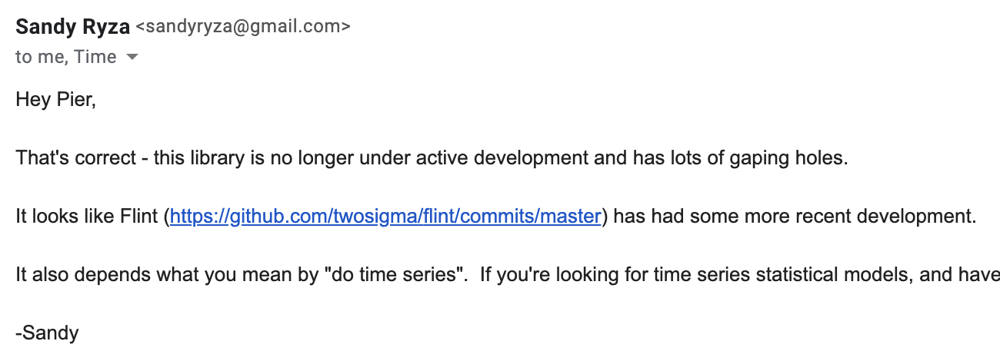 Sandy Ryza <sandyryza@gmail.com>
to me, Time
Hey Pier,
That's correct - this library is no longer under active development and has lots of gaping holes.
It looks like Flint (https://github.com/twosigma/flint/commits/master) has had some more recent development.
It also depends what you mean by "do time series".  If you're looking for time series statistical models, and have
-Sandy